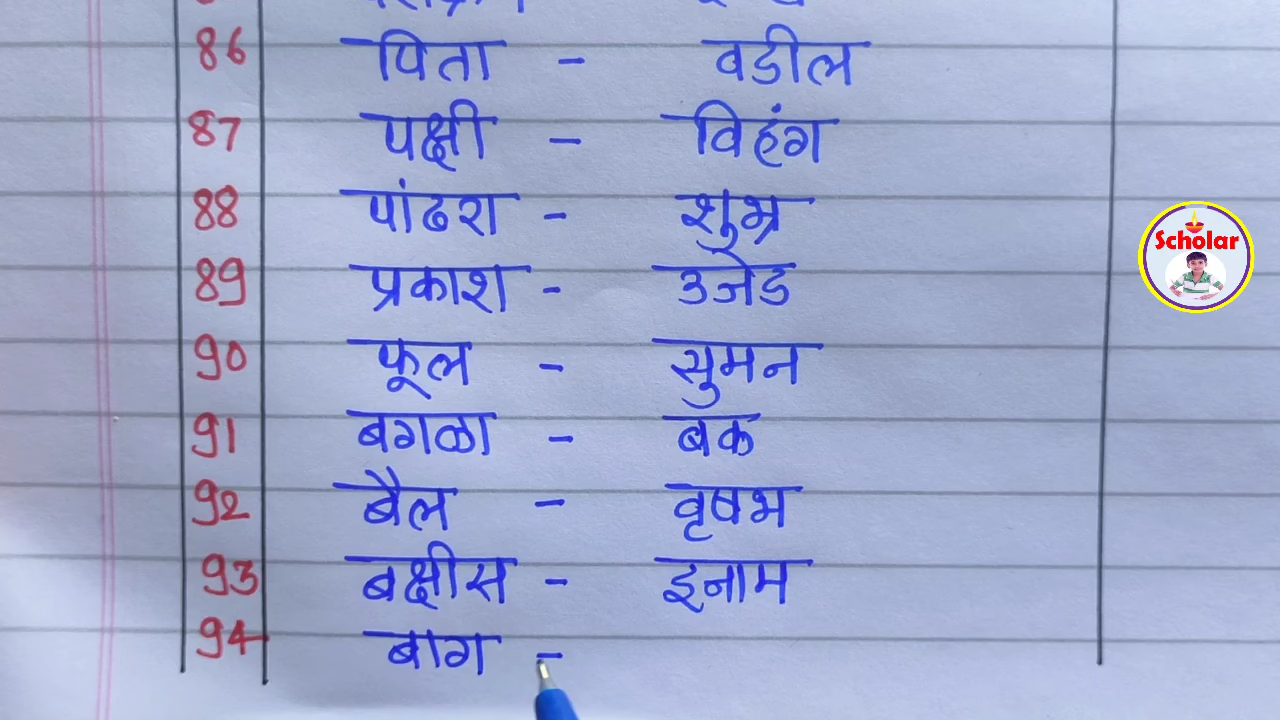 86 पिता - वडील
87 पक्षी - विहंग
88 पांढरा - शुभ्र
89 प्रकाश - उजेड
90 फूल - सुमन
91 बगळा - बक
92 बैल - वृषभ
93 बक्षीस - इनाम
94 बाग -
Scholar